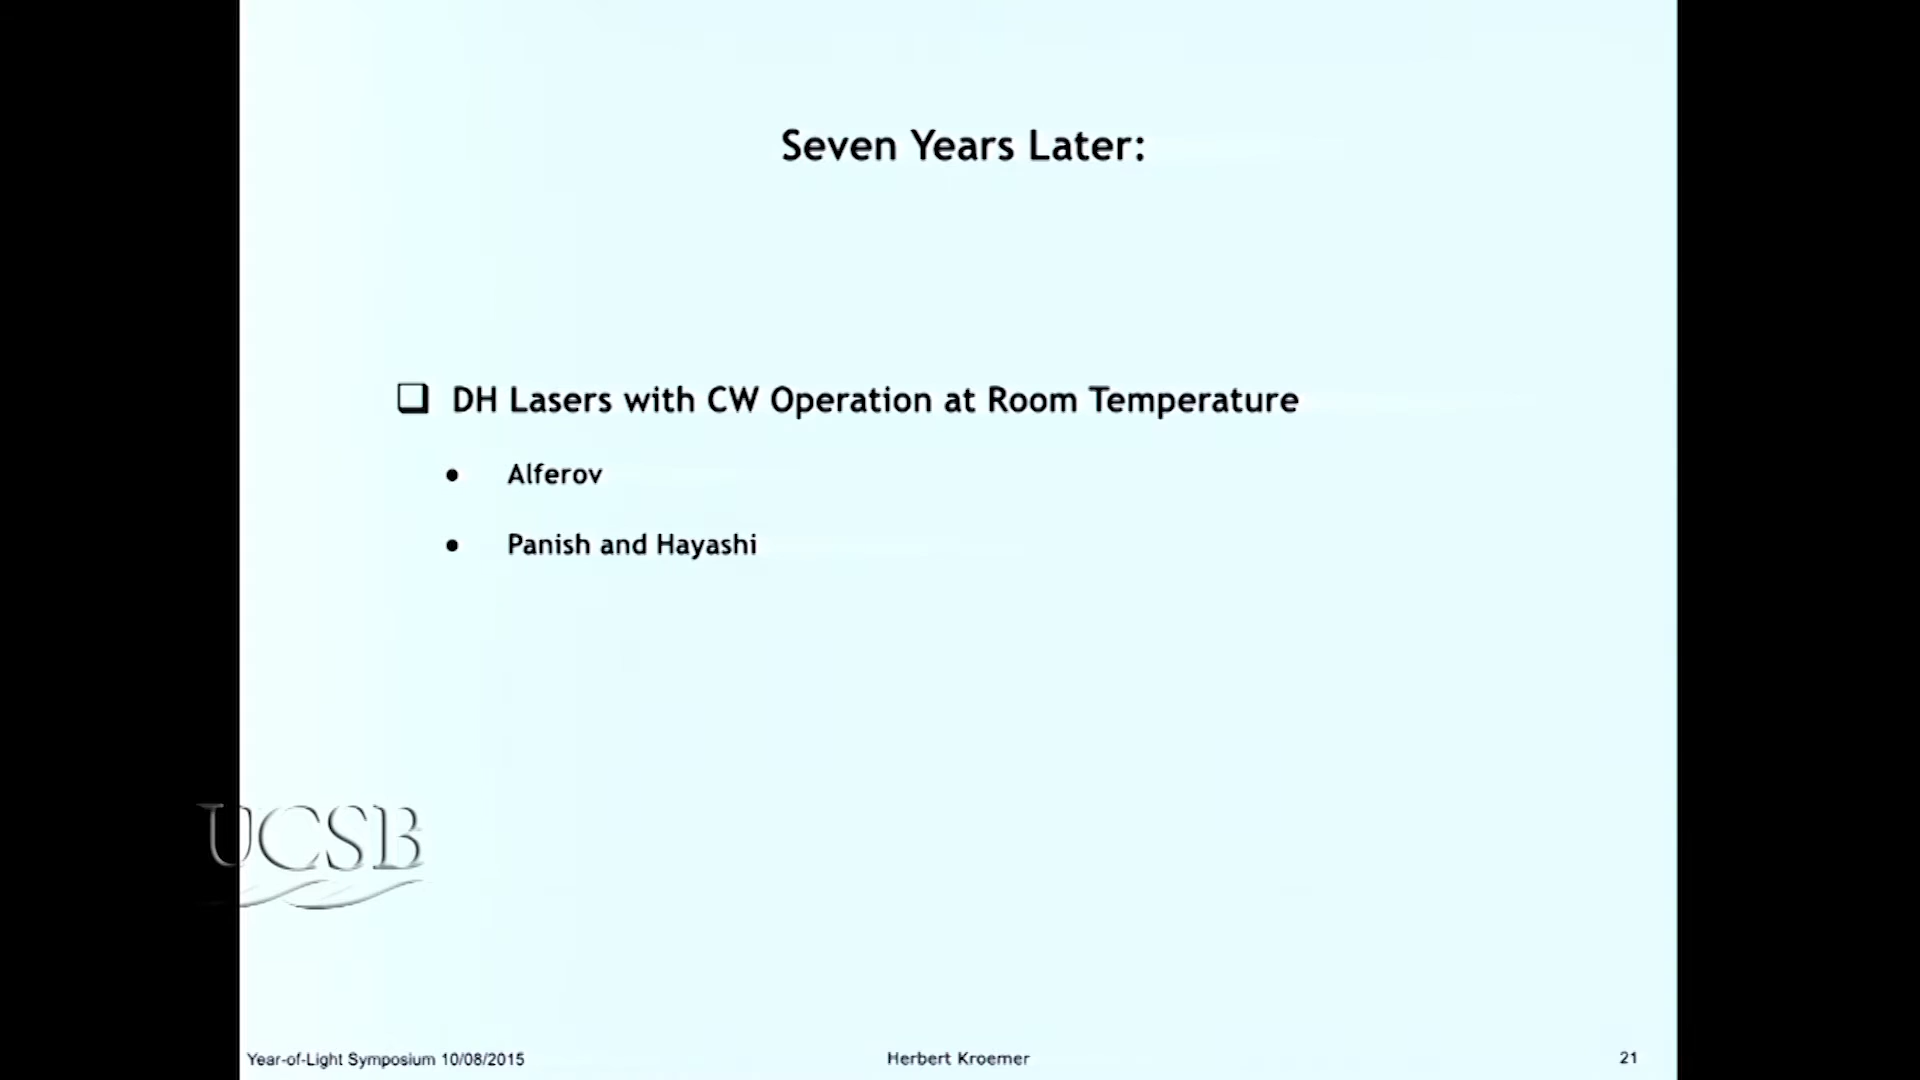 Seven Years Later:
❑ DH Lasers with CW Operation at Room Temperature
• Alferov
• Panish and Hayashi
UCSB
Year-of-Light Symposium 10/08/2015
Herbert Kroemer
21